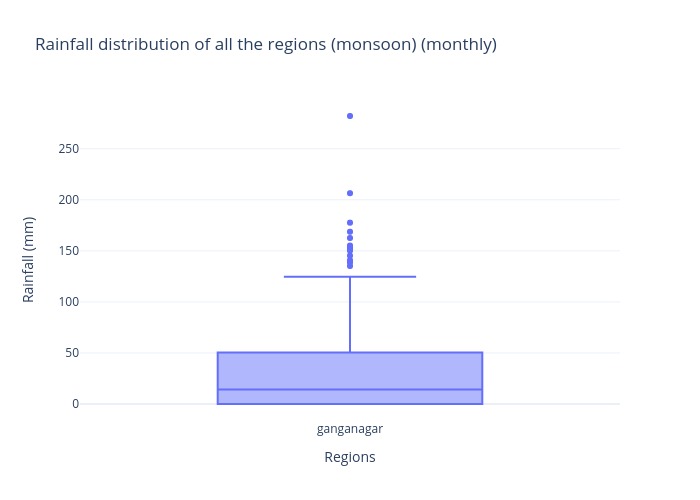 Rainfall distribution of all the regions (monsoon) (monthly)
250
200
150
100
50
0
Rainfall (mm)
ganganagar
Regions